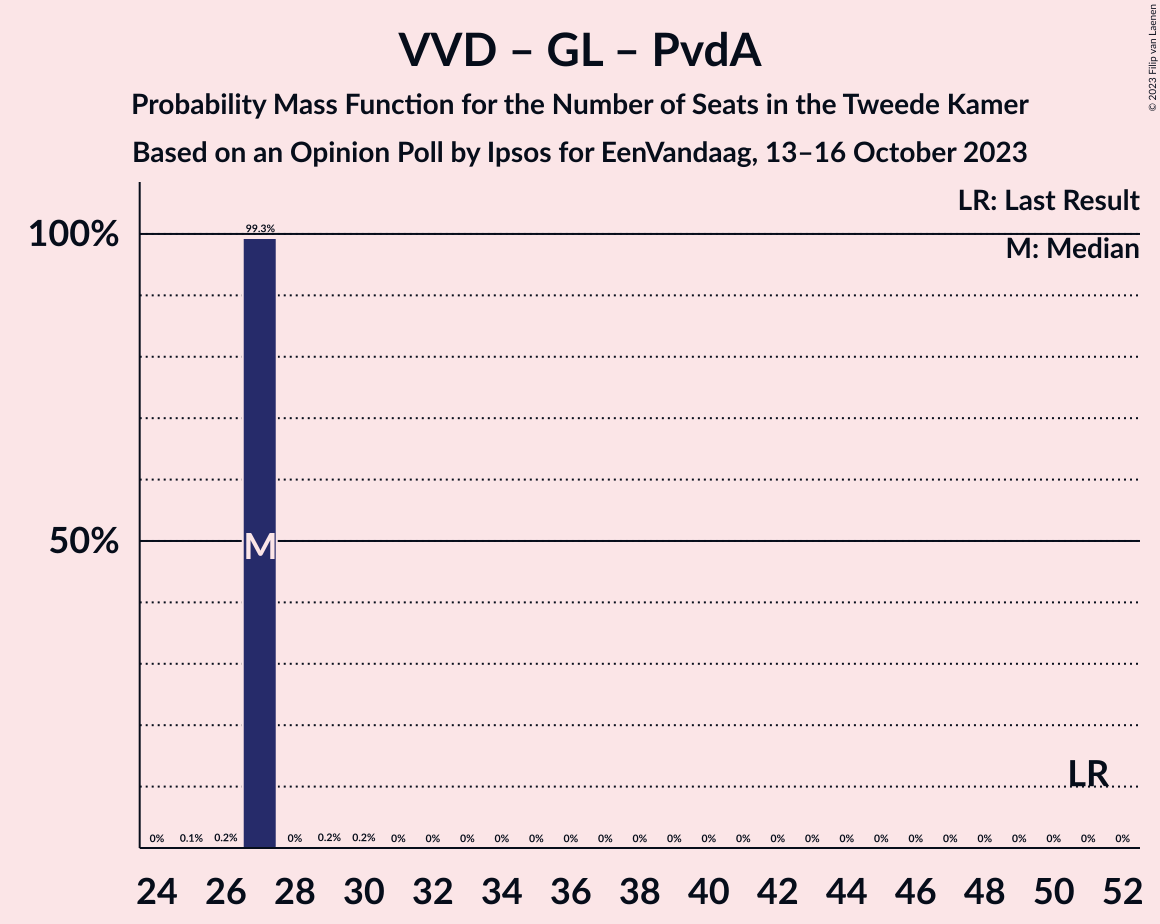 VVD – GL – PvdA
Probability Mass Function for the Number of Seats in the Tweede Kamer
Based on an Opinion Poll by Ipsos for EenVandaag, 13–16 October 2023
© 2023 Filip van Laenen
LR: Last Result
M: Median
100%
99.3%
50%
M
LR
0% 0.1% 0.2% 0% 0.2% 0.2% 0% 0% 0% 0% 0% 0% 0% 0% 0% 0% 0% 0% 0% 0% 0% 0% 0% 0% 0% 0% 0% 0%
24 26 28 30 32 34 36 38 40 42 44 46 48 50 52